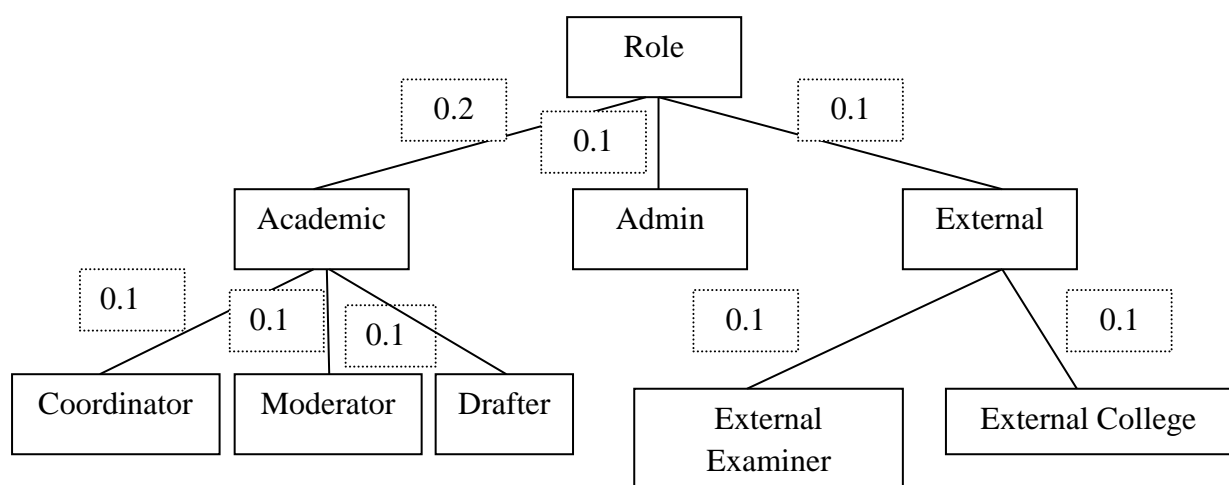 Role
0.2
0.1
0.1
Academic
Admin
External
0.1
0.1
0.1
0.1
0.1
Coordinator
Moderator
Drafter
External
Examiner
External College